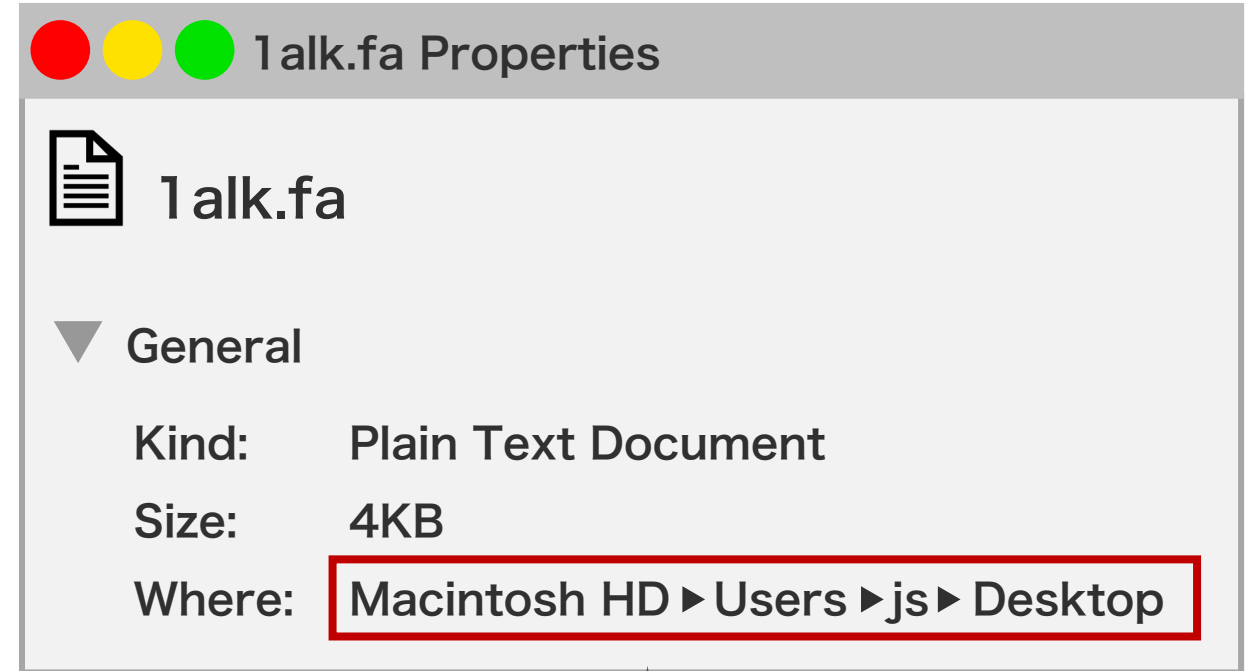 1alk.fa Properties
1alk.fa
General
Kind: Plain Text Document
Size: 4KB
Where: Macintosh HD ▶ Users ▶ js ▶ Desktop